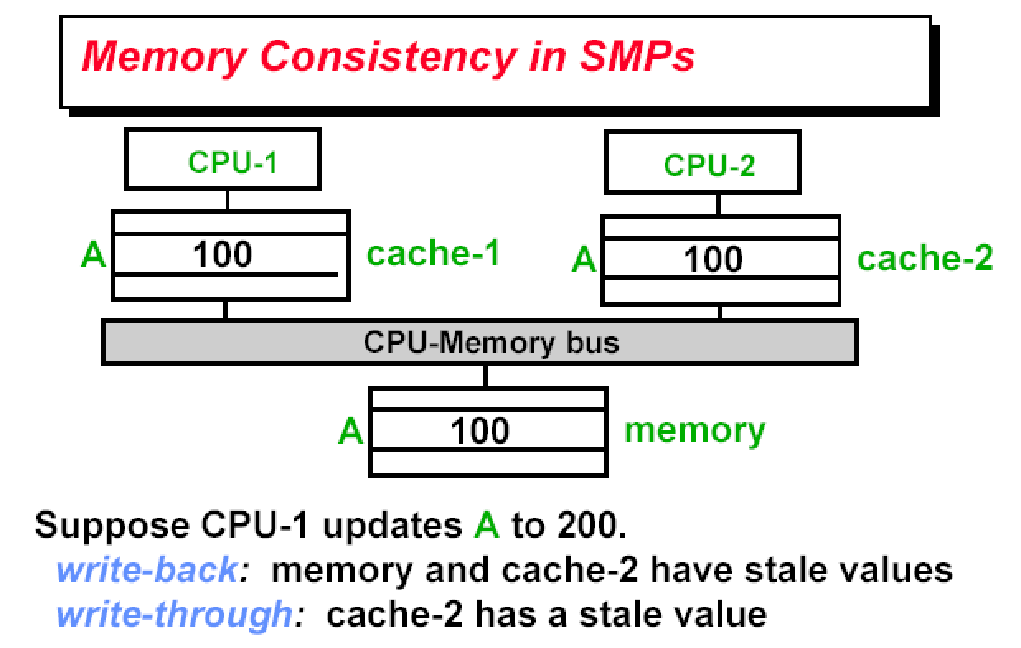 Memory Consistency in SMPs
CPU-1
CPU-2
A
100
cache-1
A
100
cache-2
CPU-Memory bus
A
100
memory
Suppose CPU-1 updates A to 200.
write-back: memory and cache-2 have stale values
write-through: cache-2 has a stale value